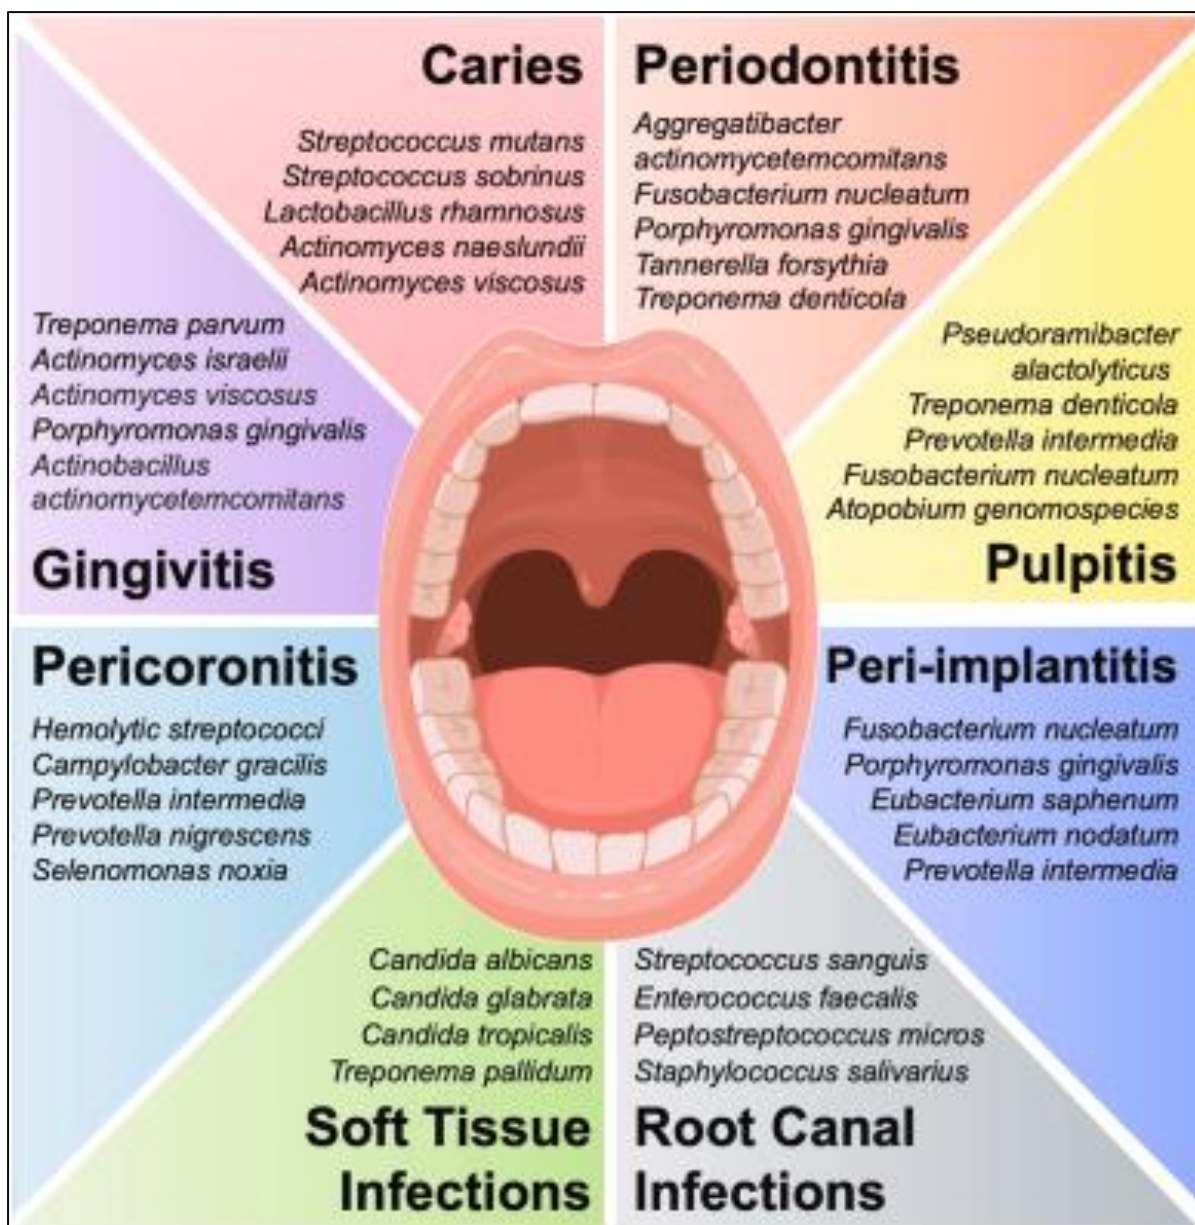 Caries
Streptococcus mutans
Streptococcus sobrinus
Lactobacillus rhamnosus
Actinomyces naeslundii
Actinomyces viscosus
Periodontitis
Aggregatibacter
actinomycetemcomitans
Fusobacterium nucleatum
Porphyromonas gingivalis
Tannerella forsythia
Treponema denticola
Treponema parvum
Actinomyces israelii
Actinomyces viscosus
Porphyromonas gingivalis
Actinobacillus
actinomycetemcomitans
Gingivitis
Pseudoramibacter
alactolyticus
Treponema denticola
Prevotella intermedia
Fusobacterium nucleatum
Atopobium genomospecies
Pulpitis
Pericoronitis
Hemolytic streptococci
Campylobacter gracilis
Prevotella intermedia
Prevotella nigrescens
Selenomonas noxia
Peri-implantitis
Fusobacterium nucleatum
Porphyromonas gingivalis
Eubacterium saphenum
Eubacterium nodatum
Prevotella intermedia
Candida albicans
Candida glabrata
Candida tropicalis
Treponema pallidum
Soft Tissue
Infections
Streptococcus sanguis
Enterococcus faecalis
Peptostreptococcus micros
Staphylococcus salivarius
Root Canal
Infections